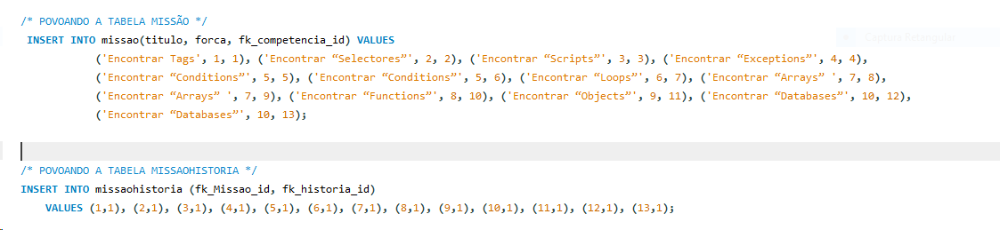 /* POVOANDO A TABELA MISSÃO */
INSERT INTO missao(titulo, forca, fk_competencia_id) VALUES
Captura Retangular
('Encontrar Tags', 1, 1), ('Encontrar “Selectores”', 2, 2), ('Encontrar “Scripts”', 3, 3), ('Encontrar “Exceptions”', 4, 4),
('Encontrar “Conditions”', 5, 5), ('Encontrar “Conditions”', 5, 6), ('Encontrar “Loops”', 6, 7), ('Encontrar “Arrays” ', 7, 8),
('Encontrar “Arrays” ', 7, 9), ('Encontrar “Functions”', 8, 10), ('Encontrar “Objects”', 9, 11), ('Encontrar “Databases”', 10, 12),
('Encontrar “Databases”', 10, 13);
/* POVOANDO A TABELA MISSAOHISTORIA */
INSERT INTO missaohistoria (fk_Missao_id, fk_historia_id)
VALUES (1,1), (2,1), (3,1), (4,1), (5,1), (6,1), (7,1), (8,1), (9,1), (10,1), (11,1), (12,1), (13,1);